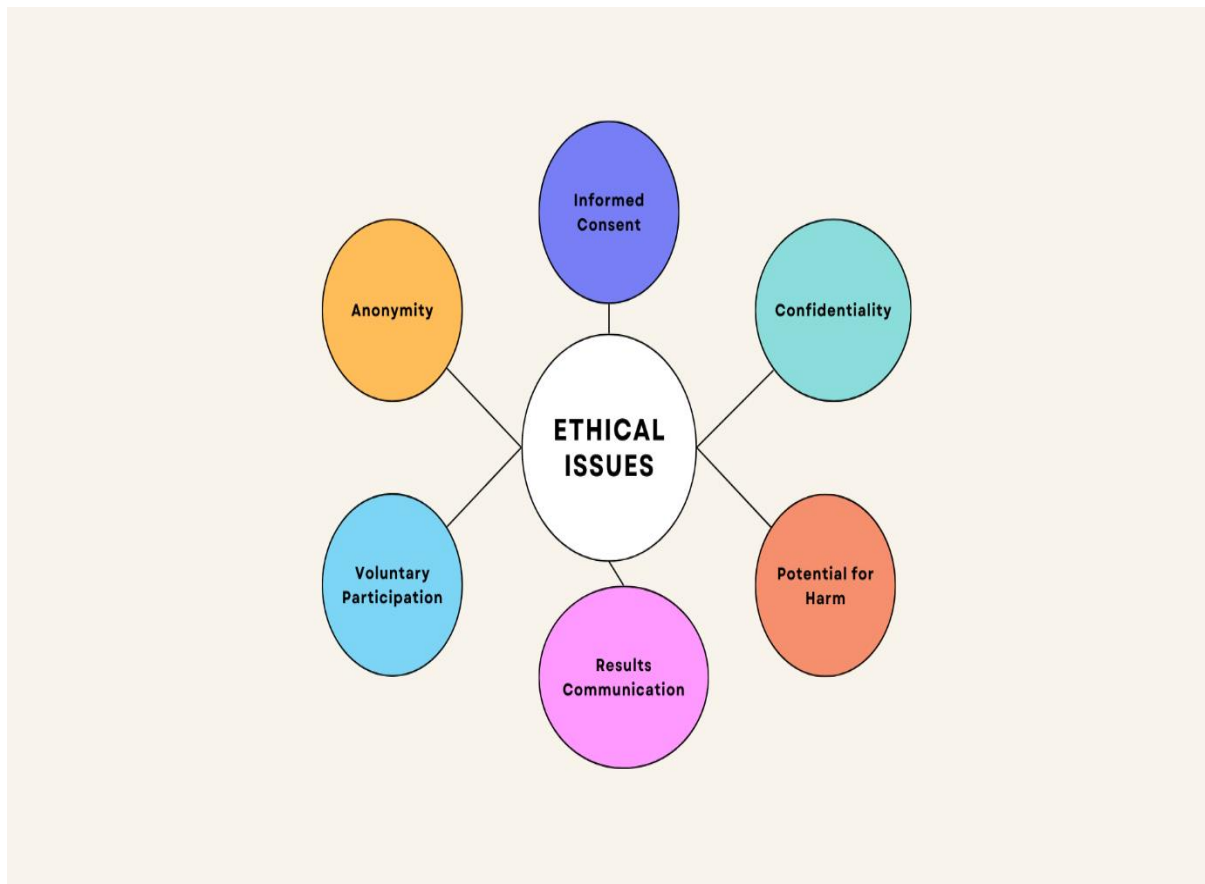 Informed
Consent
Anonymity
Confidentiality
ETHICAL
ISSUES
Voluntary
Participation
Potential for
Harm
Results
Communication